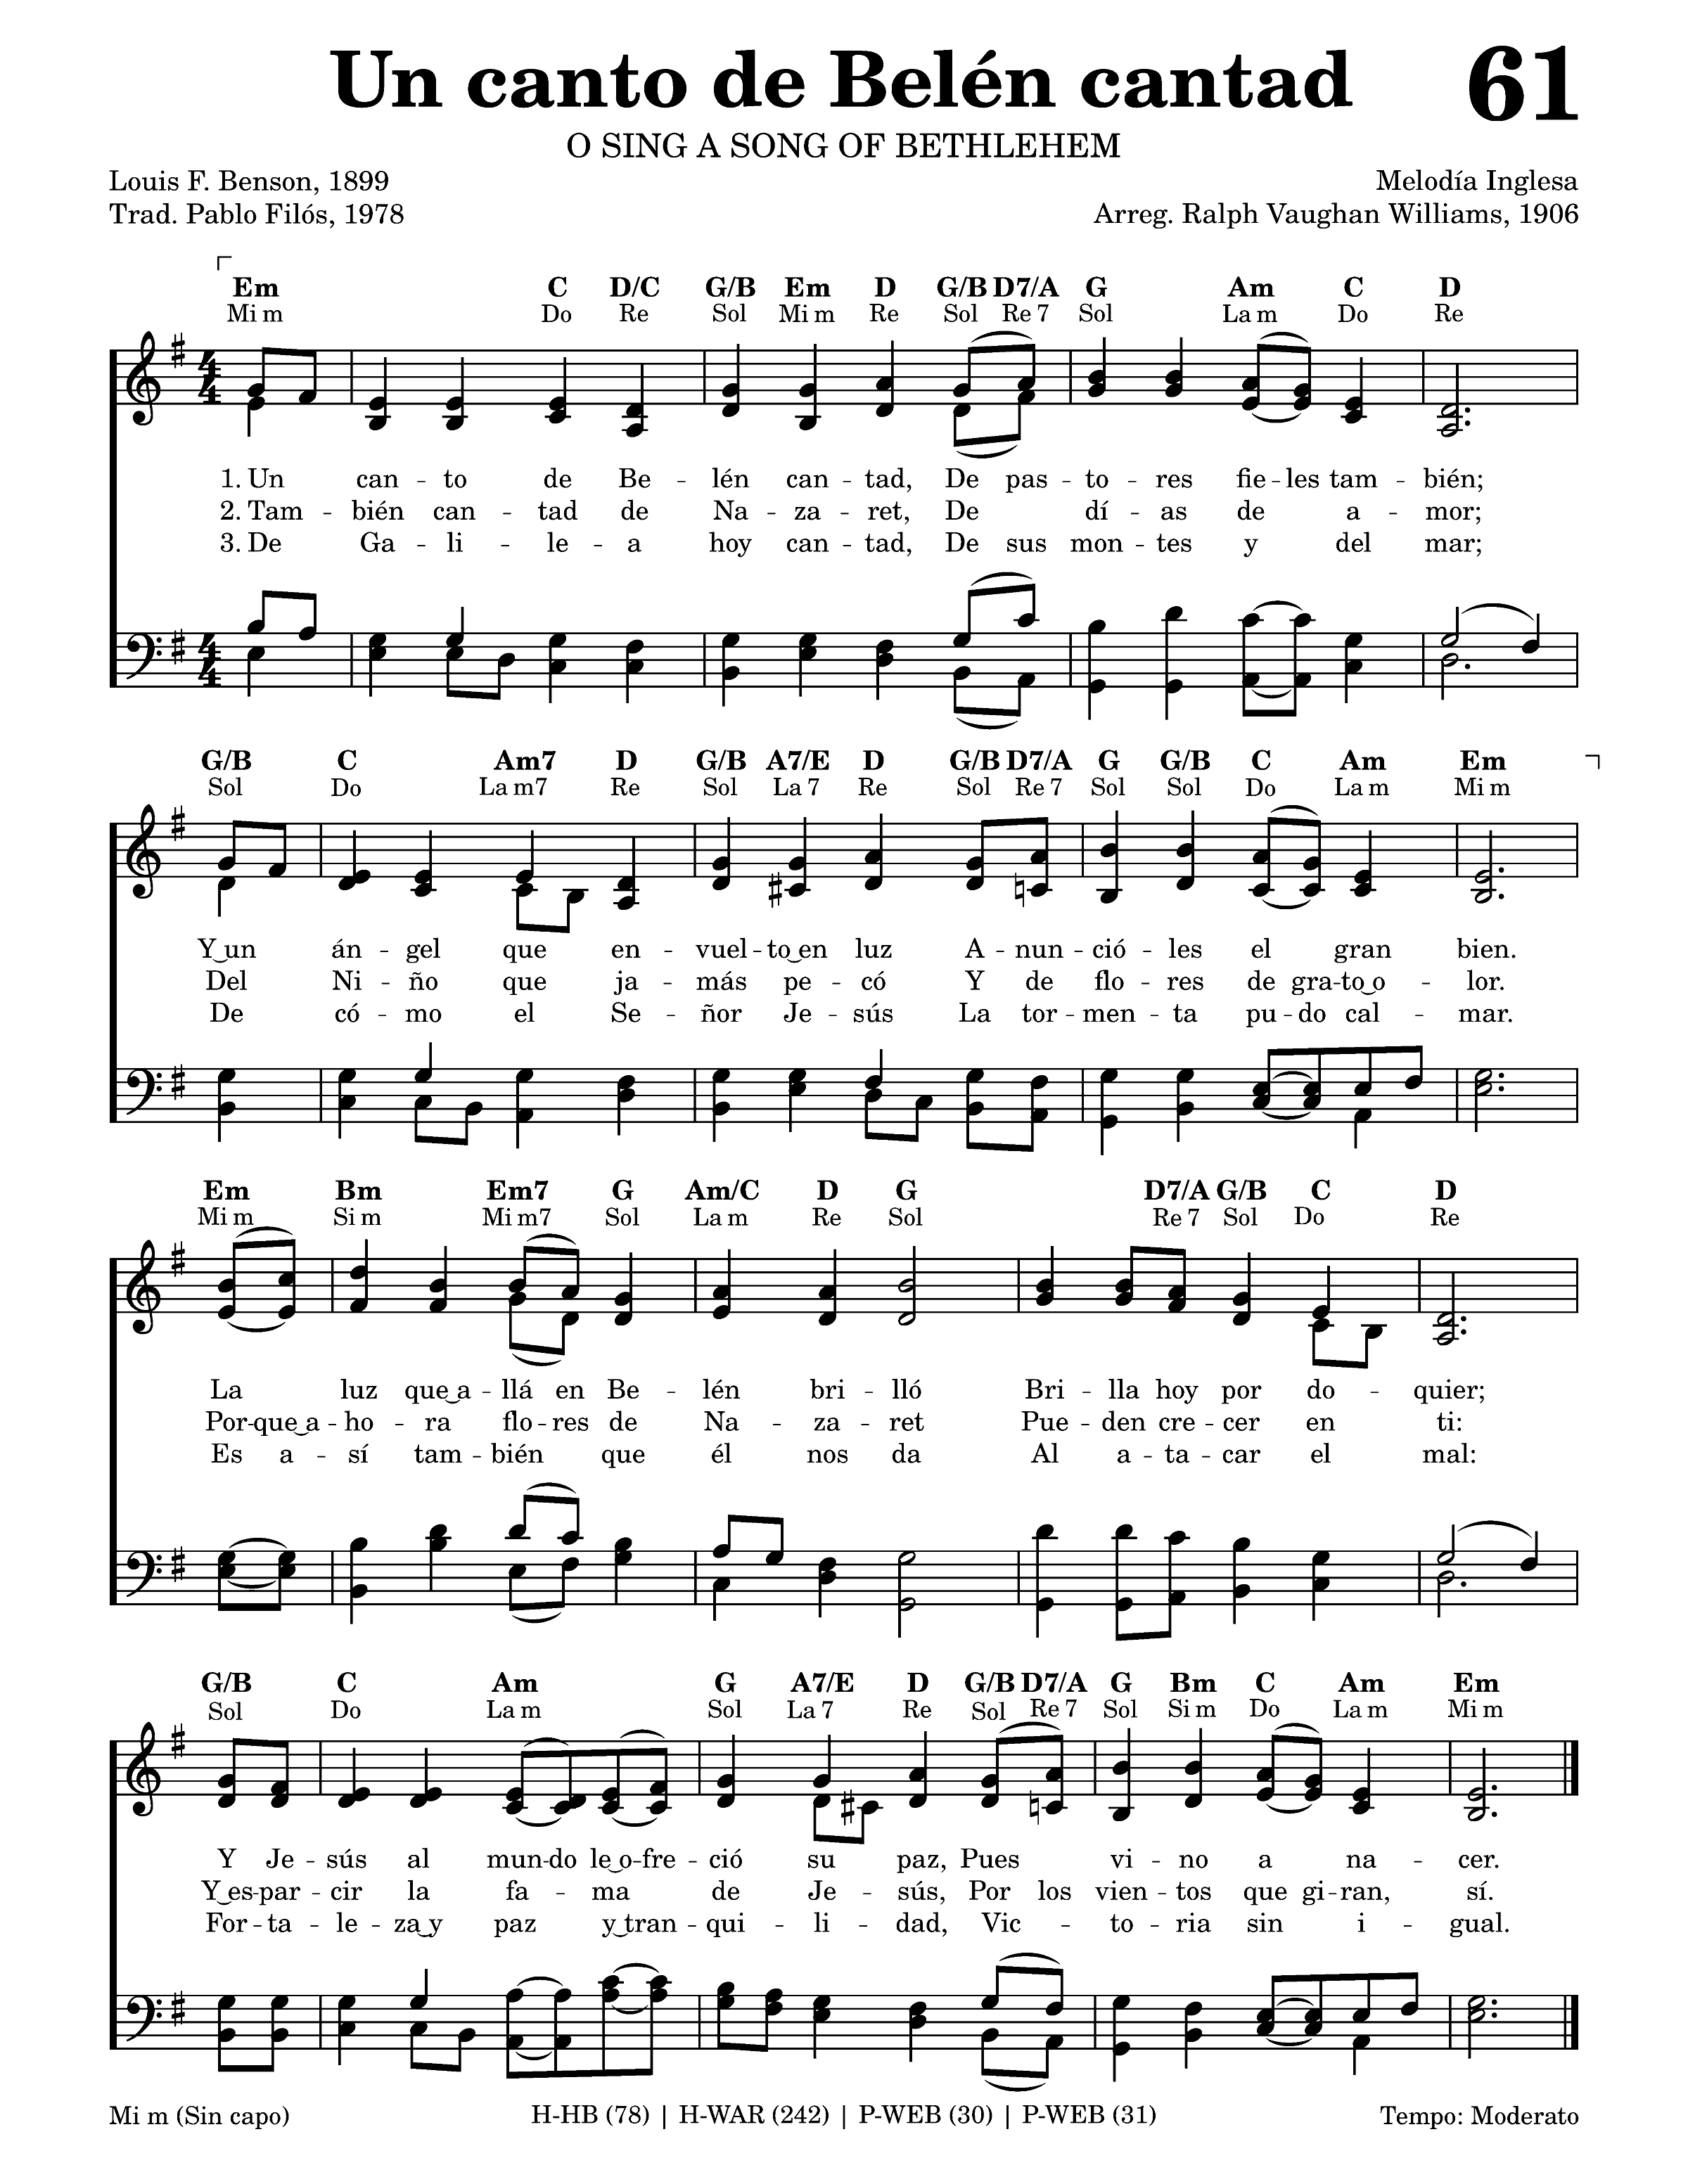 Un canto de Belén cantad 61
O SING A SONG OF BETHLEHEM
Louis F. Benson, 1899 Melodía Inglesa
Trad. Pablo Filós, 1978 Arreg. Ralph Vaughan Williams, 1906
Em C D/C G/B Em D G/B D7/A G Am C D
Mi m Do Re Sol Mi m Re Sol Re 7 Sol La m Do Re
1. Un can - to de Be - lén can - tad, De pas - to - res fie - les tam - bién;
2. Tam - bién can - tad de Na - za - ret, De dí - as de a - mor;
3. De Ga - li - le - a hoy can - tad, De sus mon - tes y del mar;
G/B C Am7 D G/B A7/E D G/B D7/A G G/B C Am Em
Sol Do La m7 Re Sol La 7 Re Sol Re 7 Sol Sol Do La m Mi m
Y‿un án - gel que en - vuel - to‿en luz A - nun - ció - les el gran bien.
Del Ni - ño que ja - más pe - có Y de flo - res de gra - to‿o - lor.
De có - mo el Se - ñor Je - sús La tor - men - ta pu - do cal - mar.
Em Bm Em7 G Am/C D G D7/A G/B C D
Mi m Si m Mi m7 Sol La m Re Sol Re 7 Sol Do Re
La luz que‿a - llá en Be - lén bri - lló Bri - lla hoy por do - quier;
Por - que‿a - ho - ra flo - res de Na - za - ret Pue - den cre - cer en ti:
Es a - sí tam - bién que él nos da Al a - ta - car el mal:
G/B C Am G A7/E D G/B D7/A G Bm C Am Em
Sol Do La m Sol La 7 Re Sol Re 7 Sol Si m Do La m Mi m
Y Je - sús al mun - do le‿o - fre - ció su paz, Pues vi - no a na - cer.
Y‿es - par - cir la fa - ma de Je - sús, Por los vien - tos que gi - ran, sí.
For - ta - le - za‿y paz y‿tran - qui - li - dad, Vic - to - ria sin i - gual.
Mi m (Sin capo) H-HB (78) | H-WAR (242) | P-WEB (30) | P-WEB (31) Tempo: Moderato